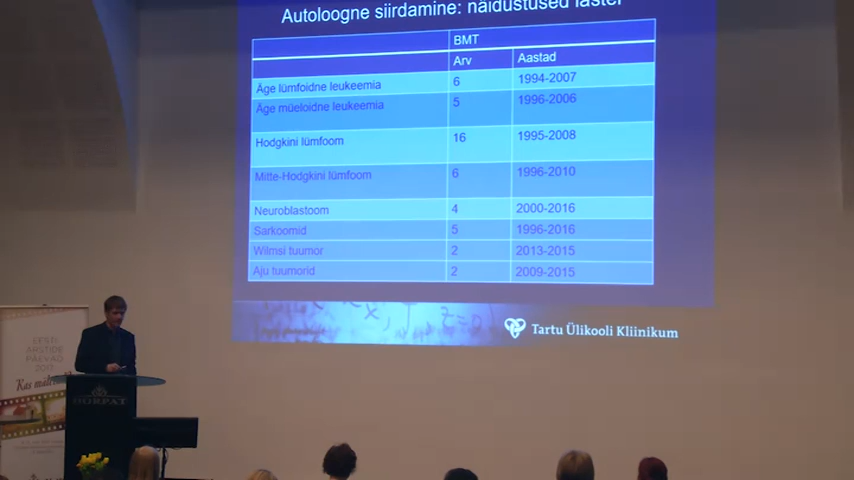 Autoloogne siirdamine: näidustused lastel
BMT
Arv Aastad
Äge lümfoidne leukeemia 6 1994-2007
Äge müeloidne leukeemia 5 1996-2006
Hodgkini lümfoom 16 1995-2008
Mitte-Hodgkini lümfoom 6 1996-2010
Neuroblastoom 4 2000-2016
Sarkoomid 5 1996-2016
Wilmsi tuumor 2 2013-2015
Aju tuumorid 2 2009-2015
Tartu Ülikooli Kliinikum
EESTI
ARSTIDE
PÄEVAD
Kas
DORPAT